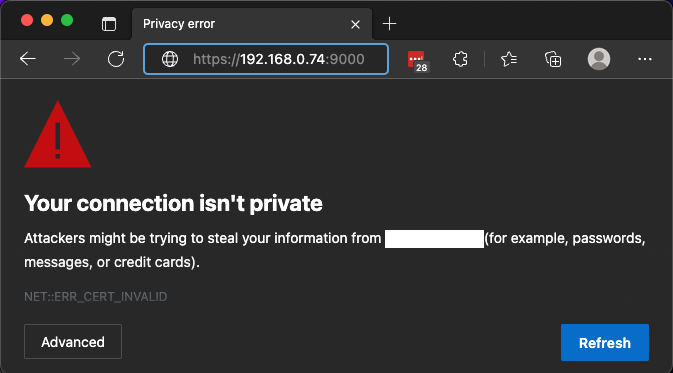 Privacy error
https://192.168.0.74:9000
28
Your connection isn't private
Attackers might be trying to steal your information from (for example, passwords,
messages, or credit cards).
NET::ERR_CERT_INVALID
Advanced
Refresh